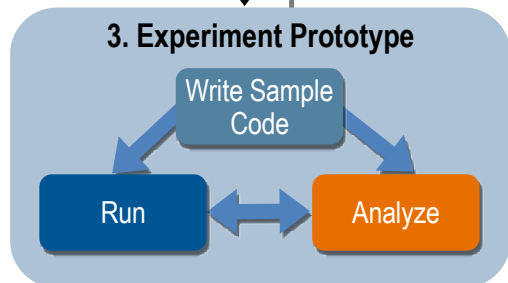 3. Experiment Prototype
Write Sample
Code
Run
Analyze